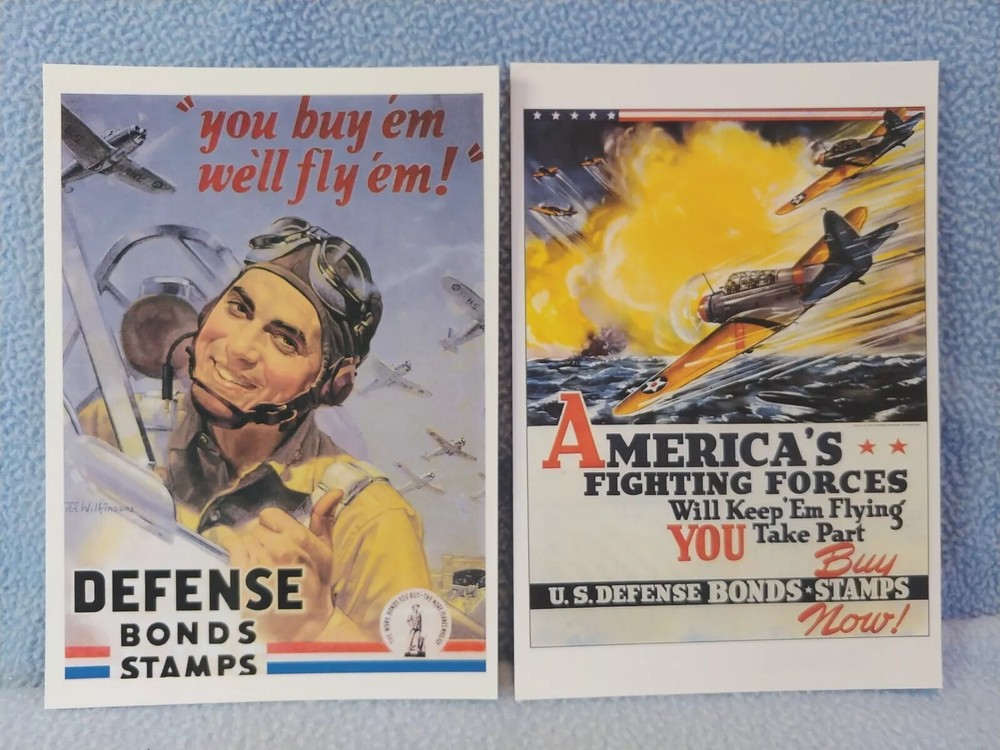 "you buy 'em
we'll fly 'em!"
U.S.
Wilkinsons
DEFENSE
BONDS
STAMPS
AMERICA'S
FIGHTING FORCES
Will Keep 'Em Flying
YOU Take Part
Buy
U.S. DEFENSE BONDS★STAMPS
Now!